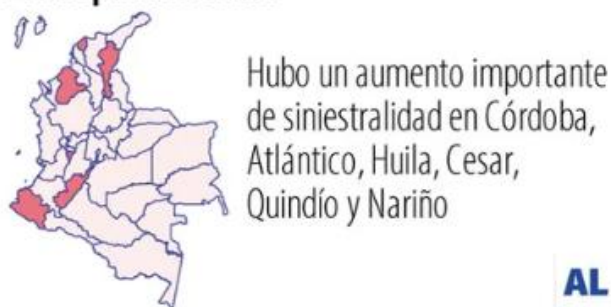 Hubo un aumento importante
de siniestralidad en Córdoba,
Atlántico, Huila, Cesar,
Quindío y Nariño
AL